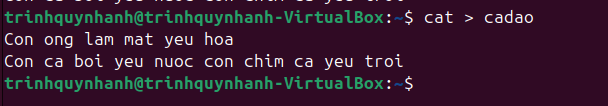 trinhquynhanh@trinhquynhanh-VirtualBox:~$ cat > cadao
Con ong lam mat yeu hoa
Con ca boi yeu nuoc con chim ca yeu troi
trinhquynhanh@trinhquynhanh-VirtualBox:~$